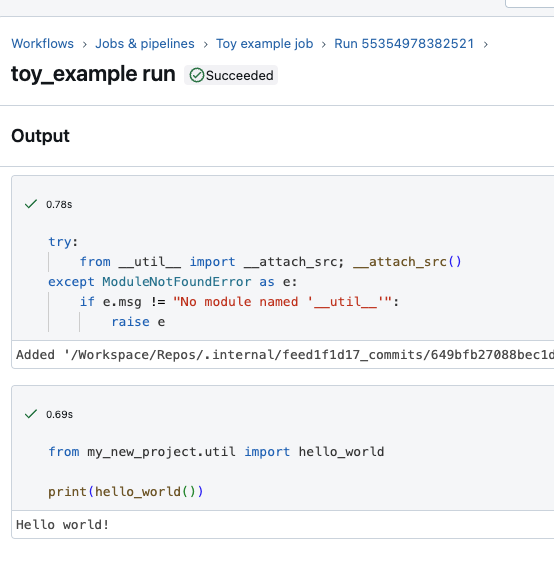 Workflows › Jobs & pipelines › Toy example job › Run 55354978382521 ›
toy_example run Succeeded
Output
0.78s
try:
    from __util__ import __attach_src; __attach_src()
except ModuleNotFoundError as e:
    if e.msg != "No module named '__util__'":
        raise e
Added '/Workspace/Repos/.internal/feed1f1d17_commits/649bfb27088bec1d
0.69s
from my_new_project.util import hello_world
print(hello_world())
Hello world!